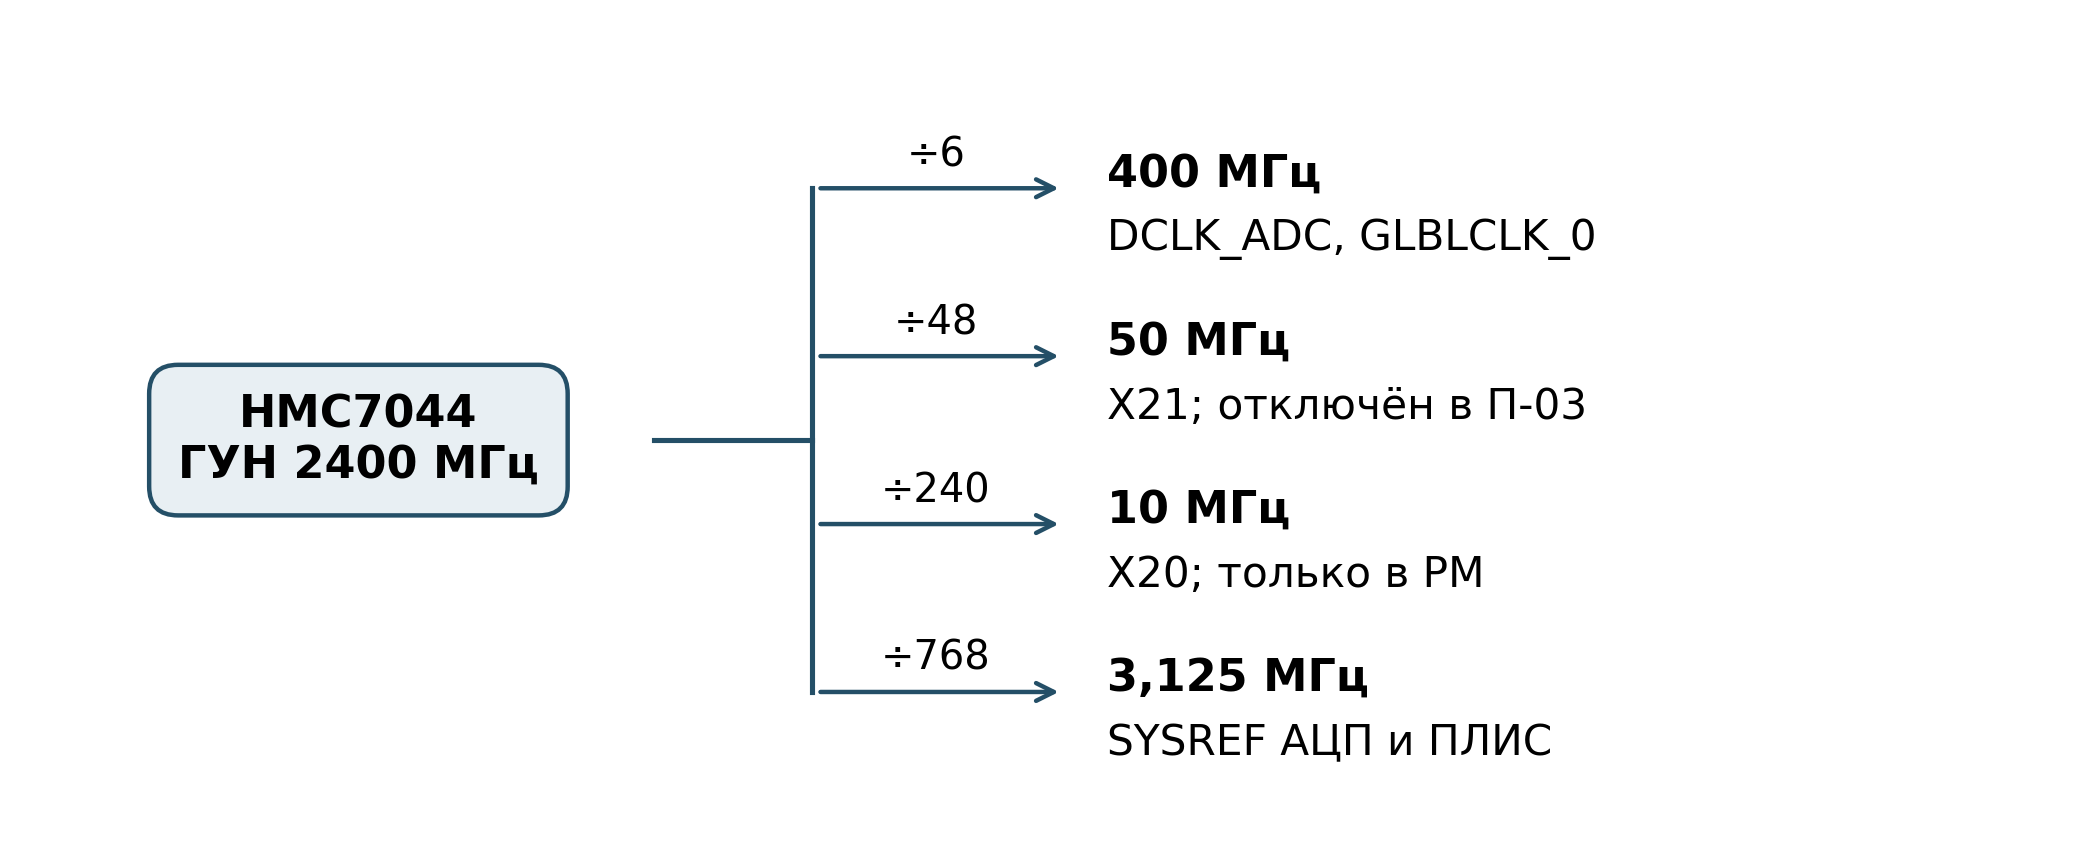 HMC7044
ГУН 2400 МГц
÷6
400 МГц
DCLK_ADC, GLBLCLK_0
÷48
50 МГц
X21; отключён в П-03
÷240
10 МГц
X20; только в РМ
÷768
3,125 МГц
SYSREF АЦП и ПЛИС